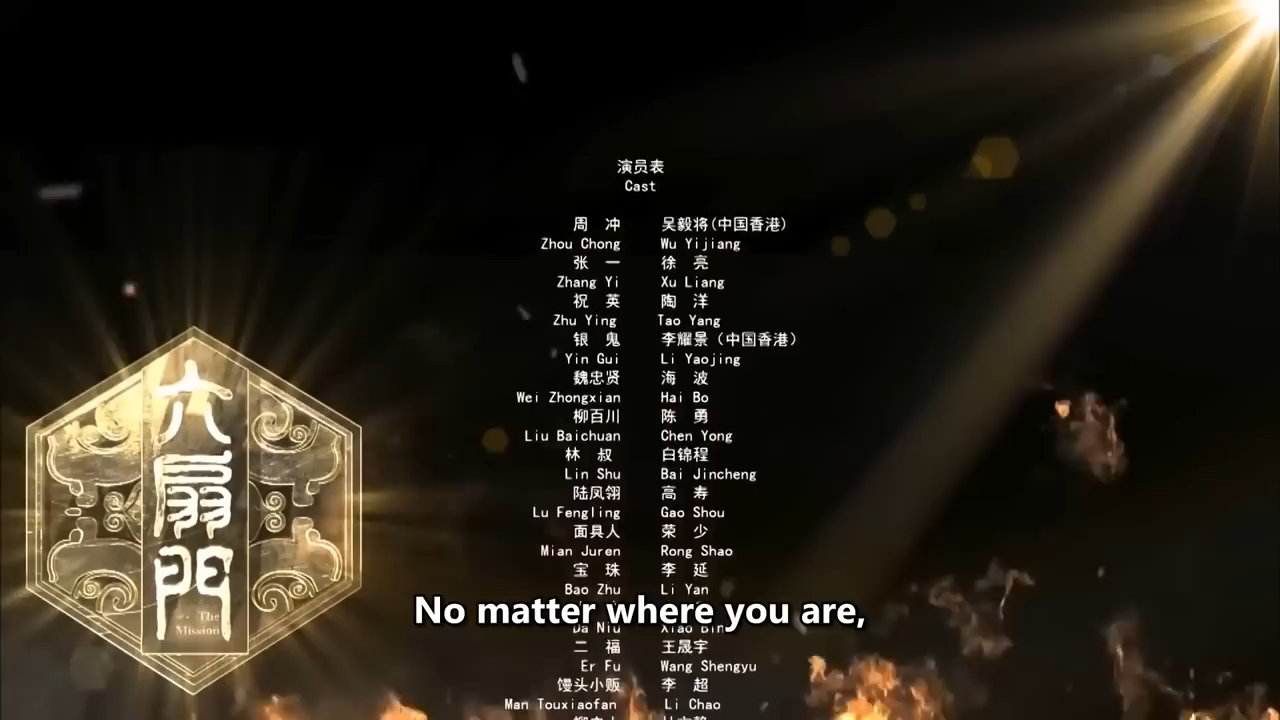 演员表
Cast
周 冲 吴毅将(中国香港)
Zhou Chong Wu Yijiang
张 一 徐 亮
Zhang Yi Xu Liang
祝 英 陶 洋
Zhu Ying Tao Yang
银 鬼 李耀景（中国香港）
Yin Gui Li Yaojing
魏忠贤 海 波
Wei Zhongxian Hai Bo
柳百川 陈 勇
Liu Baichuan Chen Yong
林 叔 白锦程
Lin Shu Bai Jincheng
陆凤翎 高 寿
Lu Fengling Gao Shou
面具人 荣 少
Mian Juren Rong Shao
宝 珠 李 延
Bao Zhu Li Yan
No matter where you are,
Da Niu Xiao Bin
二 福 王晟宇
Er Fu Wang Shengyu
馒头小贩 李 超
Man Touxiaofan Li Chao
六扇門
The
Mission